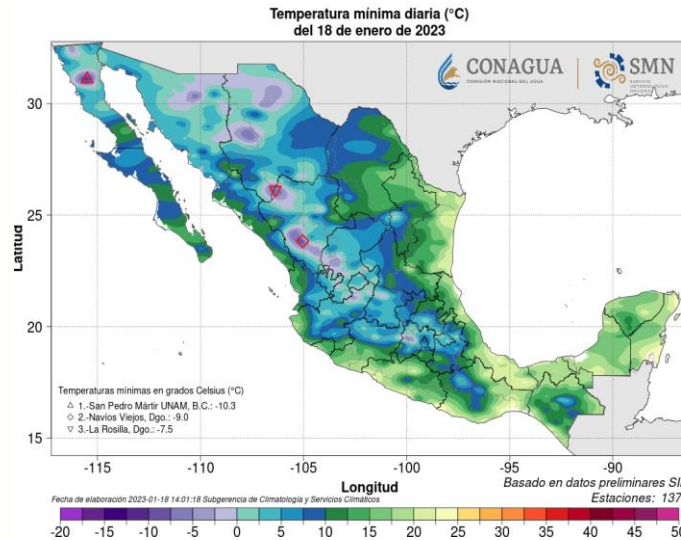 Temperatura mínima diaria (°C)
del 18 de enero de 2023
CONAGUA
COMISIÓN NACIONAL DEL AGUA
SMN
SERVICIO
METEOROLÓGICO
NACIONAL
30
25
20
15
Latitud
Temperaturas mínimas en grados Celsius (°C)
1.-San Pedro Mártir UNAM, B.C.: -10.3
2.-Navíos Viejos, Dgo.: -9.0
3.-La Rosilla, Dgo.: -7.5
-115 -110 -105 -100 -95 -90
Longitud
Basado en datos preliminares
Fecha de elaboración 2023-01-18 14:01:18 Subgerencia de Climatología y Servicios Climáticos
Estaciones: 137
-20 -15 -10 -5 0 5 10 15 20 25 30 35 40 45 50